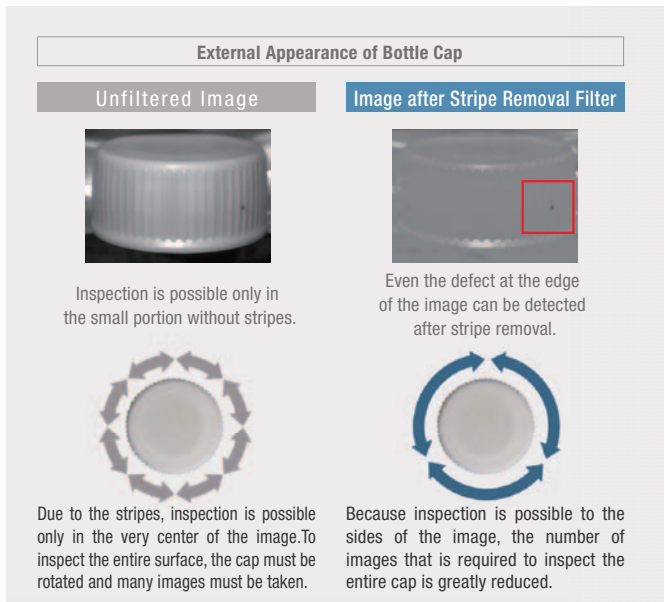 External Appearance of Bottle Cap
Unfiltered Image
Image after Stripe Removal Filter
Inspection is possible only in
the small portion without stripes.
Even the defect at the edge
of the image can be detected
after stripe removal.
Due to the stripes, inspection is possible
only in the very center of the image.To
inspect the entire surface, the cap must be
rotated and many images must be taken.
Because inspection is possible to the
sides of the image, the number of
images that is required to inspect the
entire cap is greatly reduced.